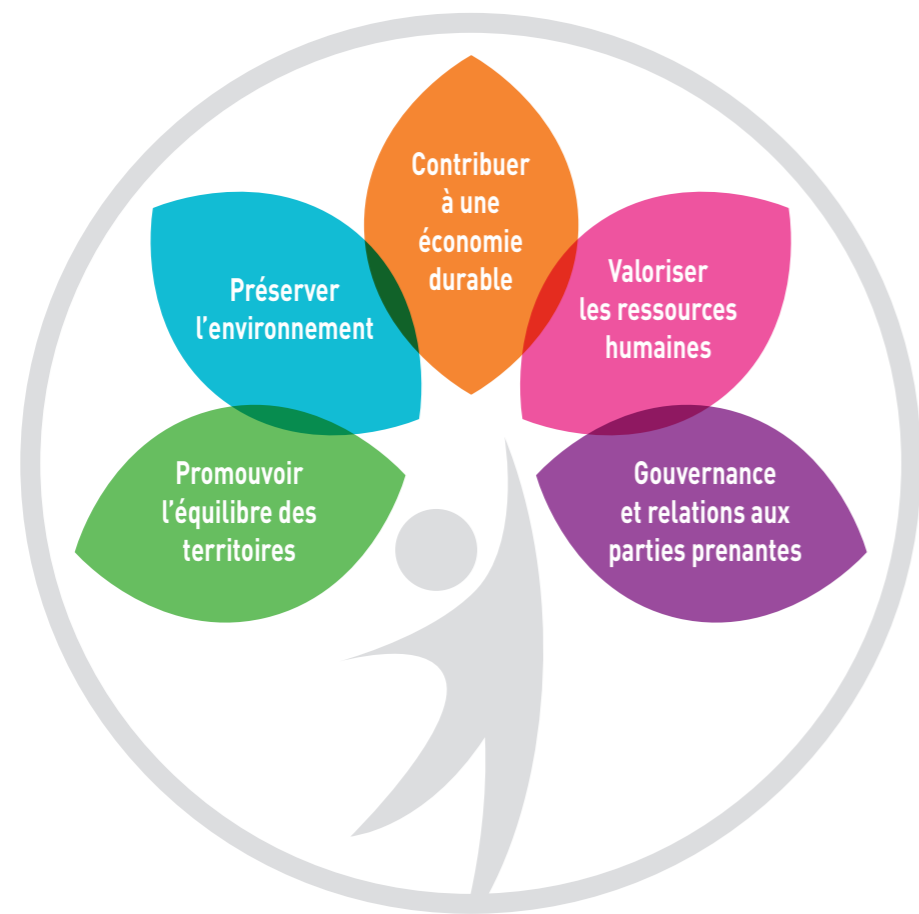 Contribuer
à une
économie
durable
Préserver
l’environnement
Valoriser
les ressources
humaines
Promouvoir
l’équilibre des
territoires
Gouvernance
et relations aux
parties prenantes